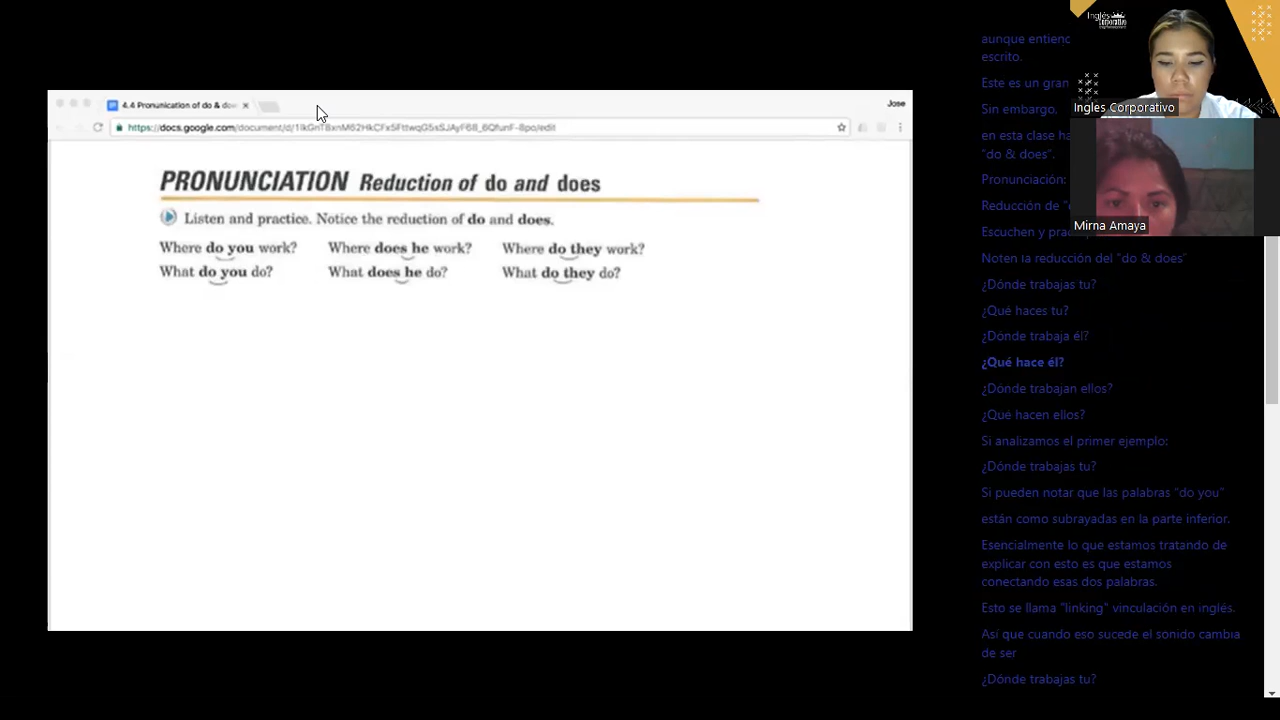 4.4 Pronunication of do & do
Jose
PRONUNCIATION Reduction of do and does
Listen and practice. Notice the reduction of do and does.
Where do you work? Where does he work? Where do they work?
What do you do? What does he do? What do they do?
aunque entiend
escrito.
Este es un gran
Sin embargo,
en esta clase ha
"do & does".
Pronunciación:
Reducción de "
Escuchen y prac
Noten la reducción del "do & does"
¿Dónde trabajas tu?
¿Qué haces tu?
¿Dónde trabaja él?
¿Qué hace él?
¿Dónde trabajan ellos?
¿Qué hacen ellos?
Si analizamos el primer ejemplo:
¿Dónde trabajas tu?
Si pueden notar que las palabras "do you"
están como subrayadas en la parte inferior.
Esencialmente lo que estamos tratando de
explicar con esto es que estamos
conectando esas dos palabras.
Esto se llama "linking" vinculación en inglés.
Así que cuando eso sucede el sonido cambia
de ser
¿Dónde trabajas tu?
Inglés
Corporativo
Ingles Corporativo
Mirna Amaya